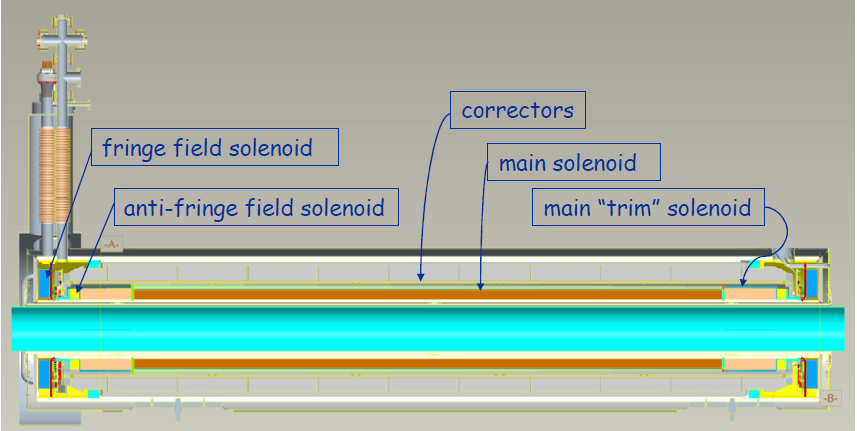 correctors
fringe field solenoid
main solenoid
anti-fringe field solenoid
main “trim” solenoid
-A-
-B-